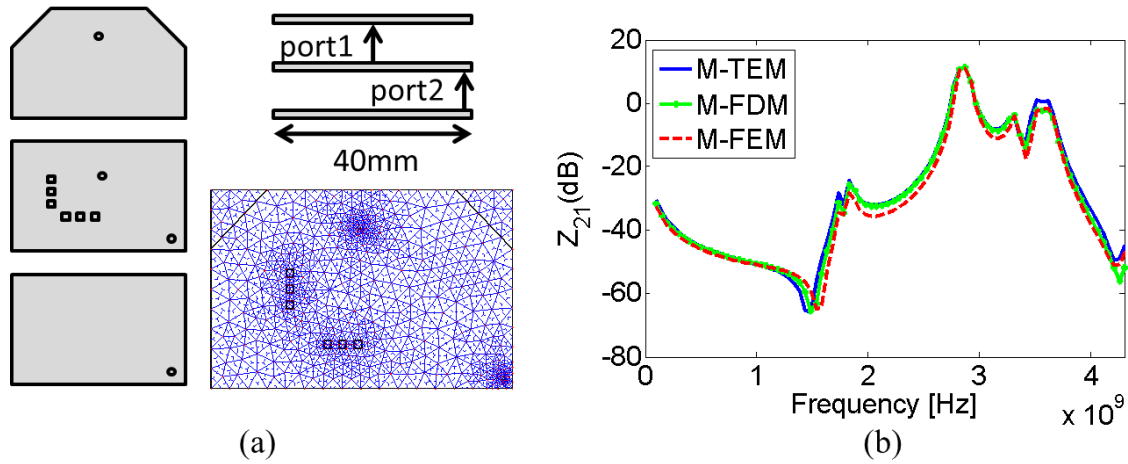 port1
port2
40mm
(a)
20
0
-20
-40
-60
-80
Z21(dB)
M-TEM
M-FDM
M-FEM
0
1
2
3
4
Frequency [Hz]
x 10^9
(b)